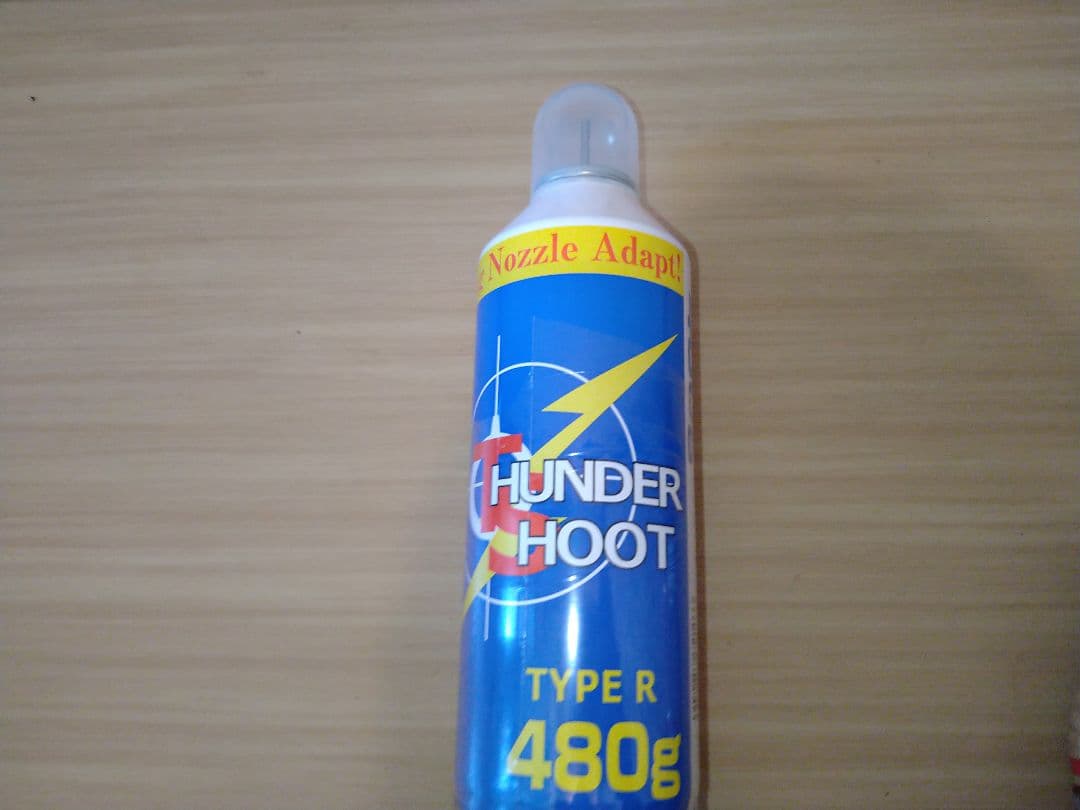 Nozzle Adapt!
THUNDER
SHOOT
TYPE R
480g